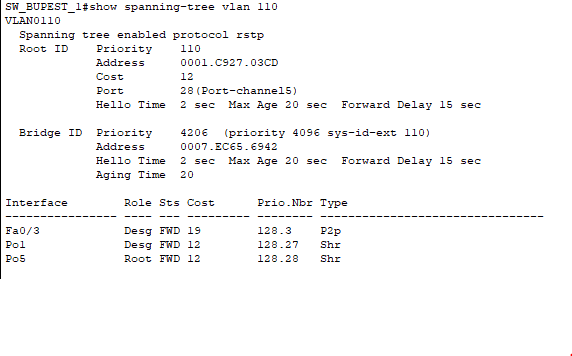 SW_BUPEST_1#show spanning-tree vlan 110
VLAN0110
  Spanning tree enabled protocol rstp
  Root ID    Priority    110
             Address     0001.C927.03CD
             Cost        12
             Port        28(Port-channel5)
             Hello Time  2 sec  Max Age 20 sec  Forward Delay 15 sec
  Bridge ID  Priority    4206  (priority 4096 sys-id-ext 110)
             Address     0007.EC65.6942
             Hello Time  2 sec  Max Age 20 sec  Forward Delay 15 sec
             Aging Time  20
Interface        Role Sts Cost      Prio.Nbr Type
---------------- ---- --- --------- -------- --------------------------------
Fa0/3            Desg FWD 19        128.3    P2p
Po1              Desg FWD 12        128.27   Shr
Po5              Root FWD 12        128.28   Shr